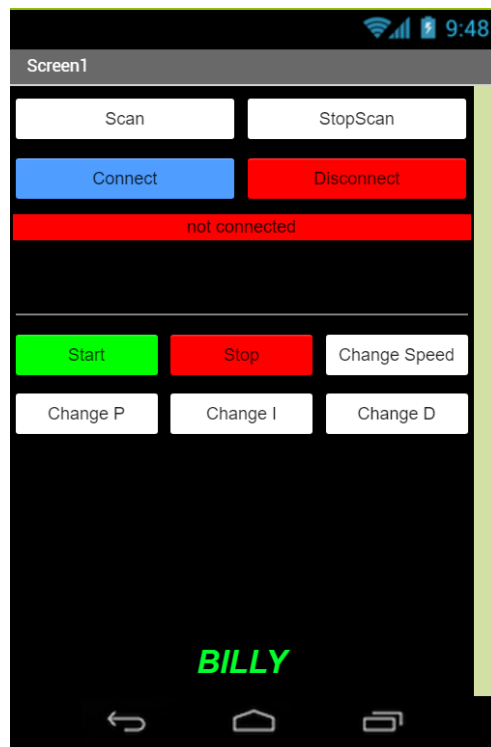 9:48
Screen1
Scan StopScan
Connect Disconnect
not connected
Start Stop Change Speed
Change P Change I Change D
BILLY